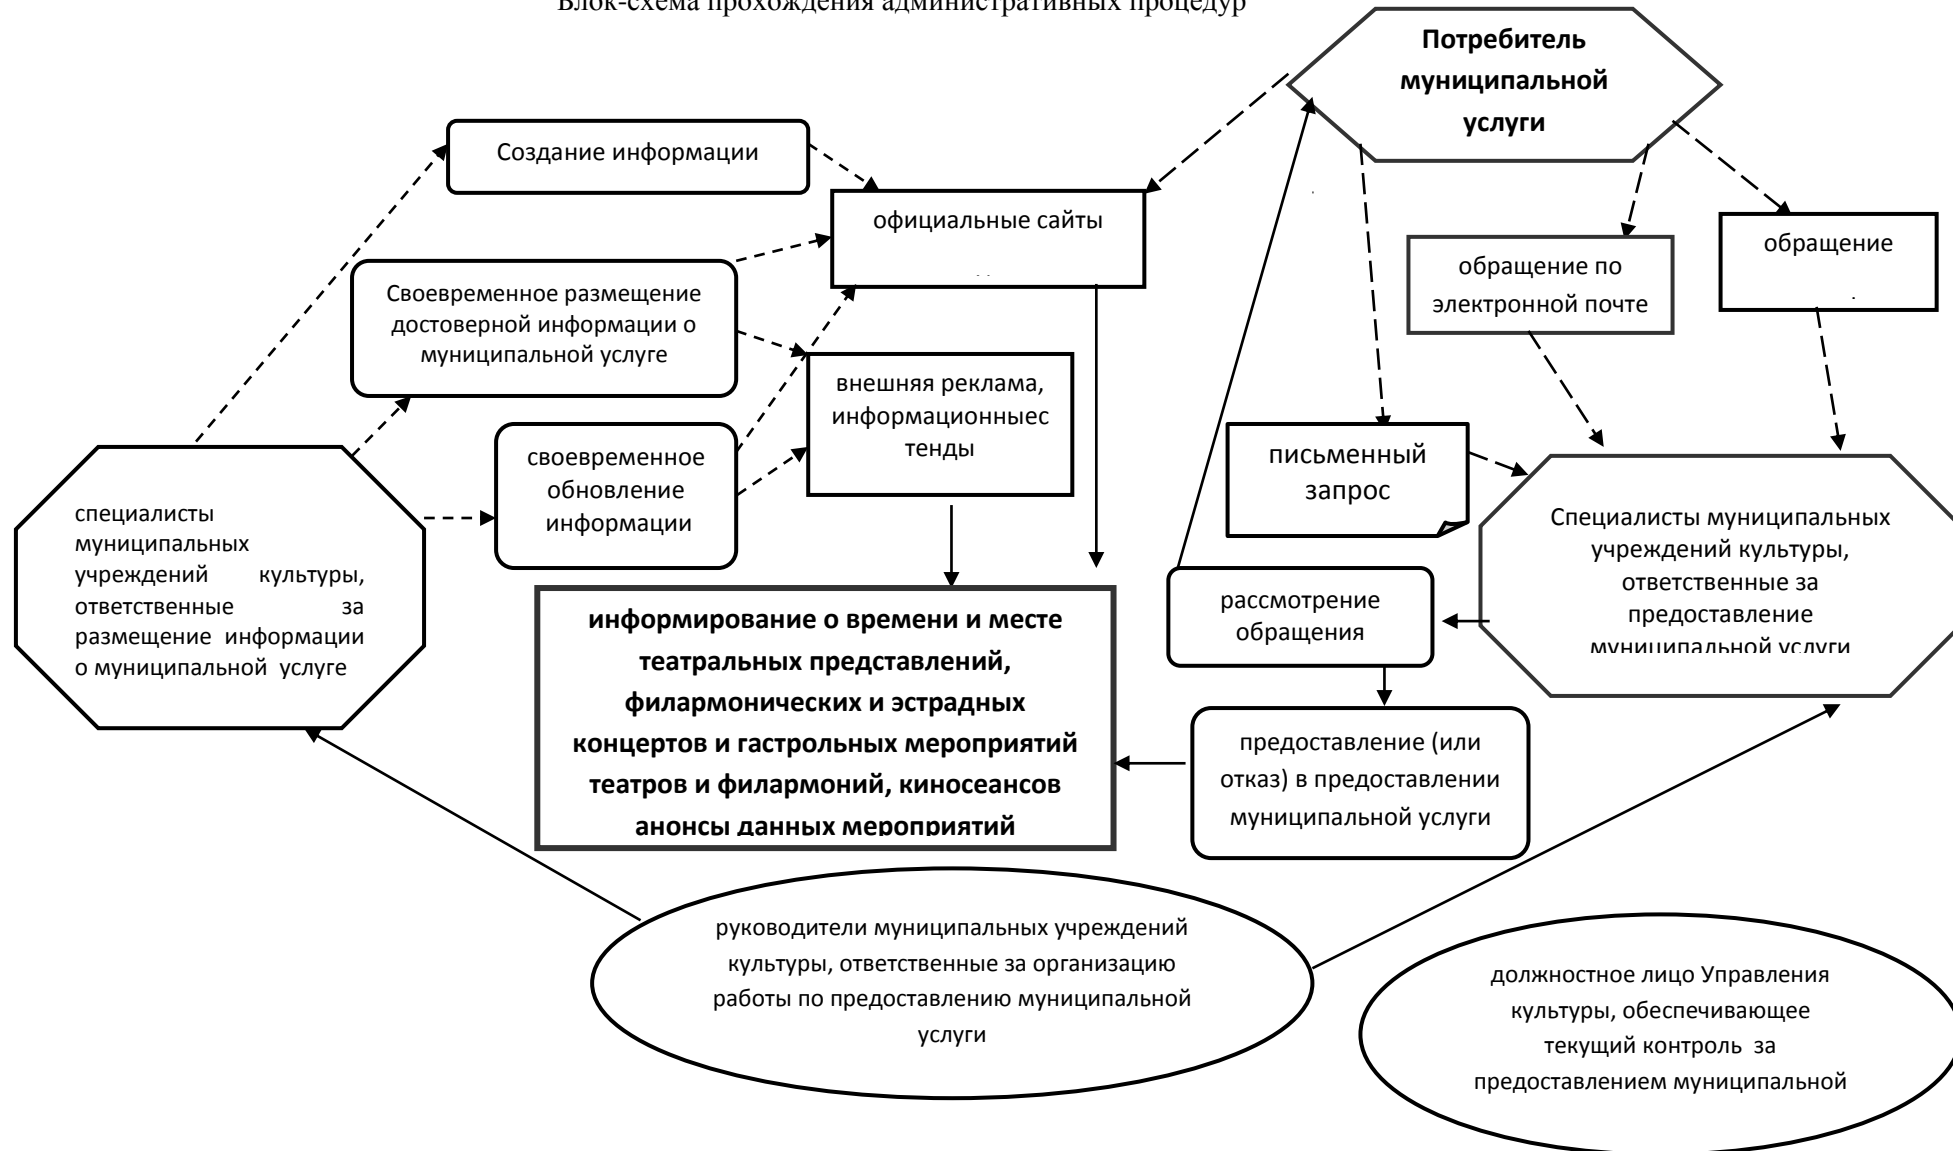 Блок-схема прохождения административных процедур
Потребитель
муниципальной
услуги
Создание информации
официальные сайты
обращение
обращение по
электронной почте
Своевременное размещение
достоверной информации о
муниципальной услуге
внешняя реклама,
информационныес
тенды
своевременное
обновление
информации
письменный
запрос
специалисты
муниципальных
учреждений культуры,
ответственные за
размещение информации
о муниципальной услуге
Специалисты муниципальных
учреждений культуры,
ответственные за
предоставление
муниципальной услуги
рассмотрение
обращения
информирование о времени и месте
театральных представлений,
филармонических и эстрадных
концертов и гастрольных мероприятий
театров и филармоний, киносеансов
анонсы данных мероприятий
предоставление (или
отказ) в предоставлении
муниципальной услуги
руководители муниципальных учреждений
культуры, ответственные за организацию
работы по предоставлению муниципальной
услуги
должностное лицо Управления
культуры, обеспечивающее
текущий контроль за
предоставлением муниципальной